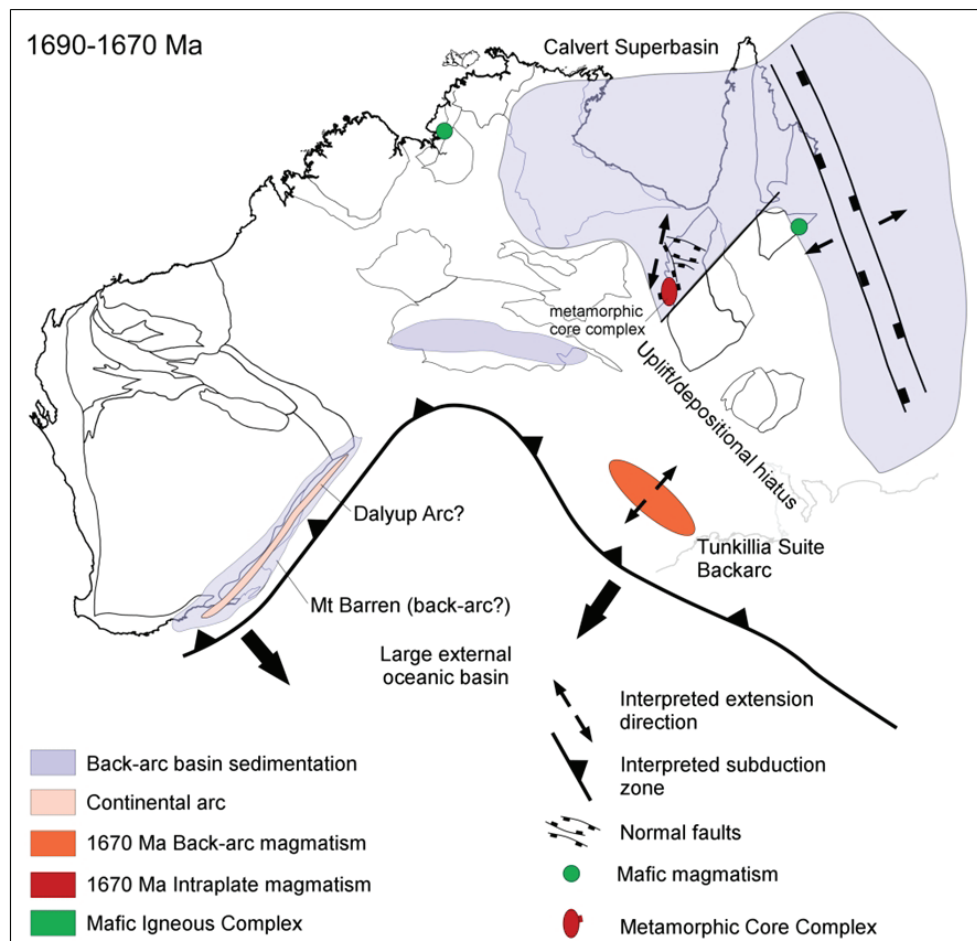 1690-1670 Ma
Calvert Superbasin
metamorphic
core complex
Uplift/depositional hiatus
Dalyup Arc?
Tunkillia Suite
Backarc
Mt Barren (back-arc?)
Large external
oceanic basin
Interpreted extension
direction
Interpreted subduction
zone
Normal faults
Mafic magmatism
Metamorphic Core Complex
Back-arc basin sedimentation
Continental arc
1670 Ma Back-arc magmatism
1670 Ma Intraplate magmatism
Mafic Igneous Complex